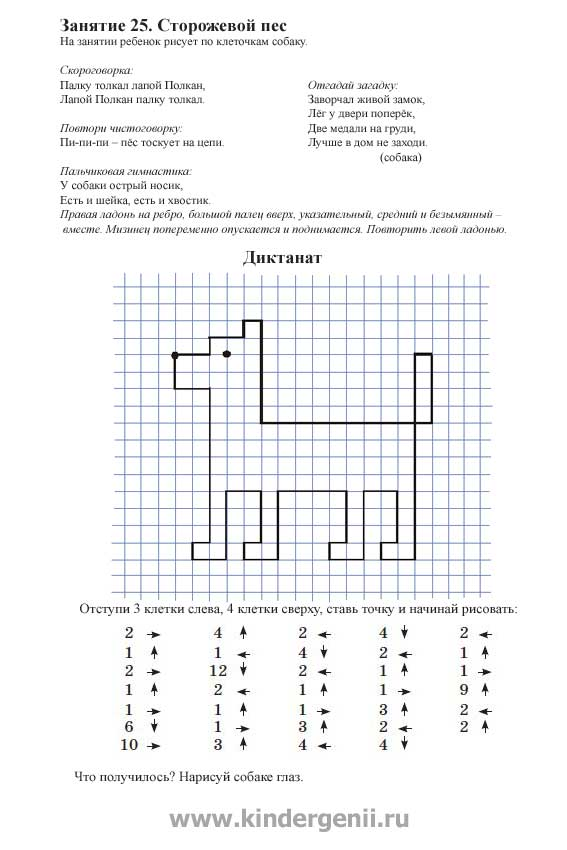 Занятие 25. Сторожевой пес
На занятии ребенок рисует по клеточкам собаку.
Скороговорка:
Палку толкал лапой Полкан,
Лапой Полкан палку толкал.
Повтори чистоговорку:
Пи-пи-пи – пёс тоскует на цепи.
Отгадай загадку:
Заворчал живой замок,
Лёг у двери поперёк,
Две медали на груди,
Лучше в дом не заходи.
(собака)
Пальчиковая гимнастика:
У собаки острый носик,
Есть и шейка, есть и хвостик.
Правая ладонь на ребро, большой палец вверх, указательный, средний и безымянный –
вместе. Мизинец попеременно опускается и поднимается. Повторить левой ладонью.
Диктанат
Отступи 3 клетки слева, 4 клетки сверху, ставь точку и начинай рисовать:
2 → 4 ↑ 2 ← 4 ↓ 2 ←
1 ↑ 1 ← 4 ↓ 2 ← 1 ↑
2 → 12 ↓ 2 ← 1 ↑ 1 →
1 ↑ 2 ← 1 ↑ 1 → 9 ↑
1 → 1 ↑ 1 → 3 ↑ 2 ←
6 ↓ 1 → 3 ↑ 2 ← 2 ↑
10 → 3 ↑ 4 ← 4 ↓
Что получилось? Нарисуй собаке глаз.
www.kindergenii.ru